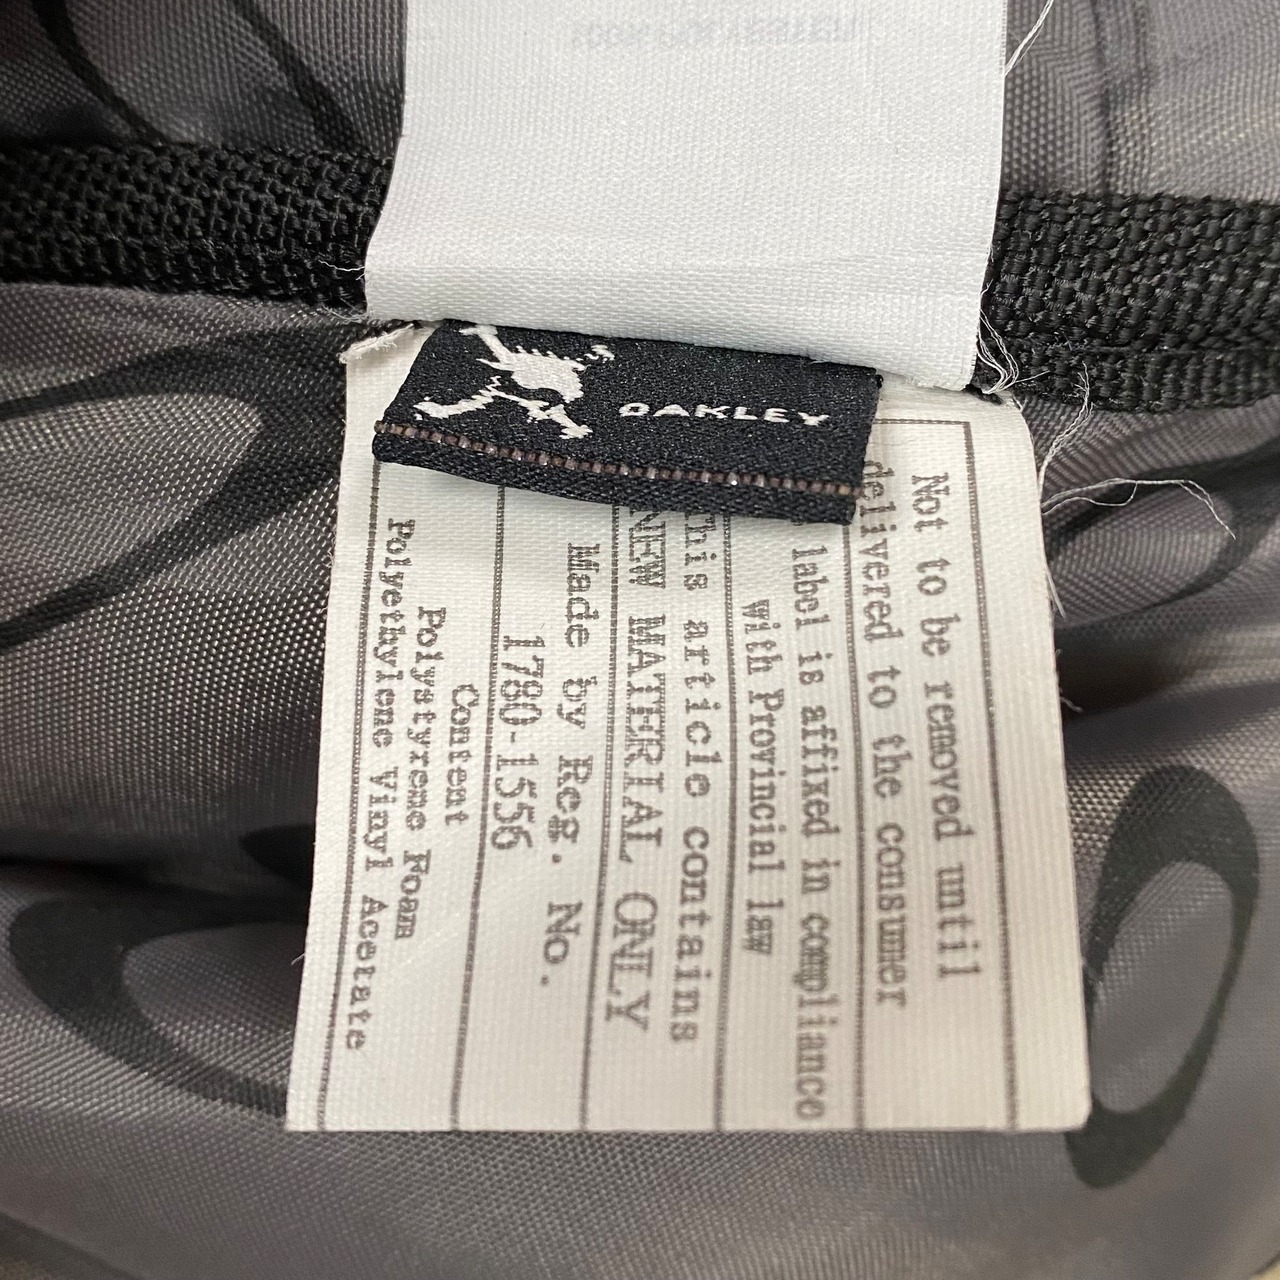 OAKLEY
Not to be removed until
delivered to the consumer
label is affixed in compliance
with Provincial law
This article contains
NEW MATERIAL ONLY
Made by Reg. No.
1780-1556
Content
Polystyrene Foam
Polyethylene Vinyl Acetate